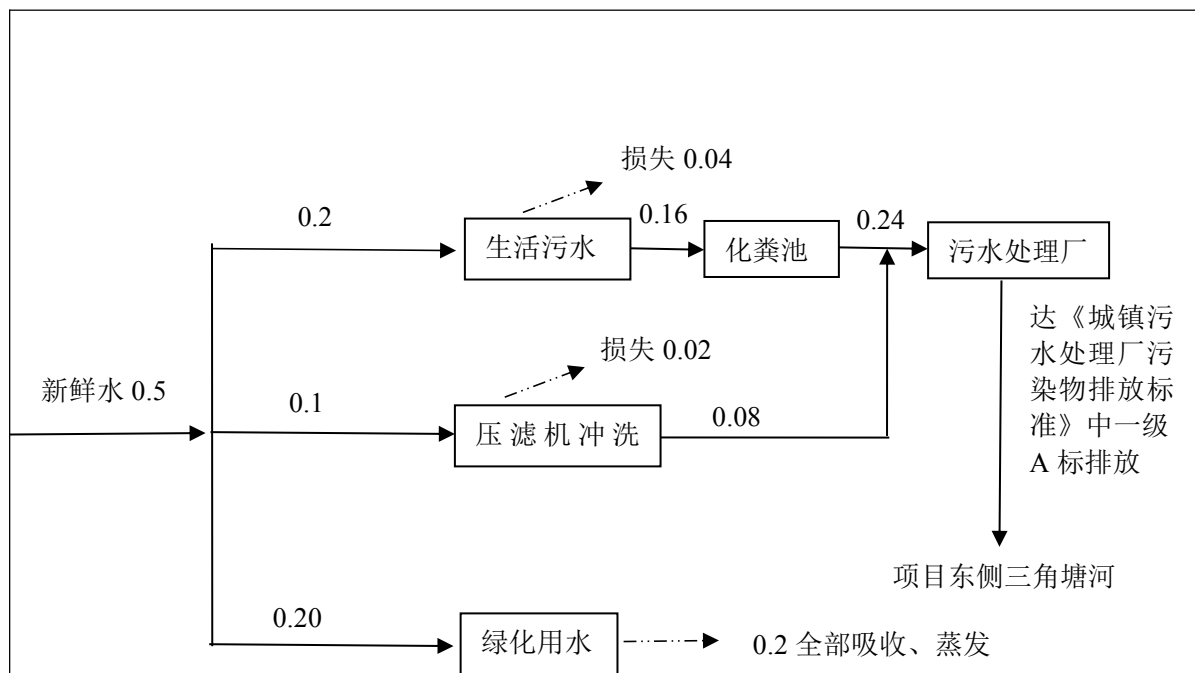 损失 0.04
0.2
0.16
0.24
生活污水
化粪池
污水处理厂
达《城镇污
水处理厂污
染物排放标
准》中一级
A 标排放
损失 0.02
新鲜水 0.5
0.1
0.08
压滤机冲洗
项目东侧三角塘河
0.20
绿化用水
0.2 全部吸收、蒸发